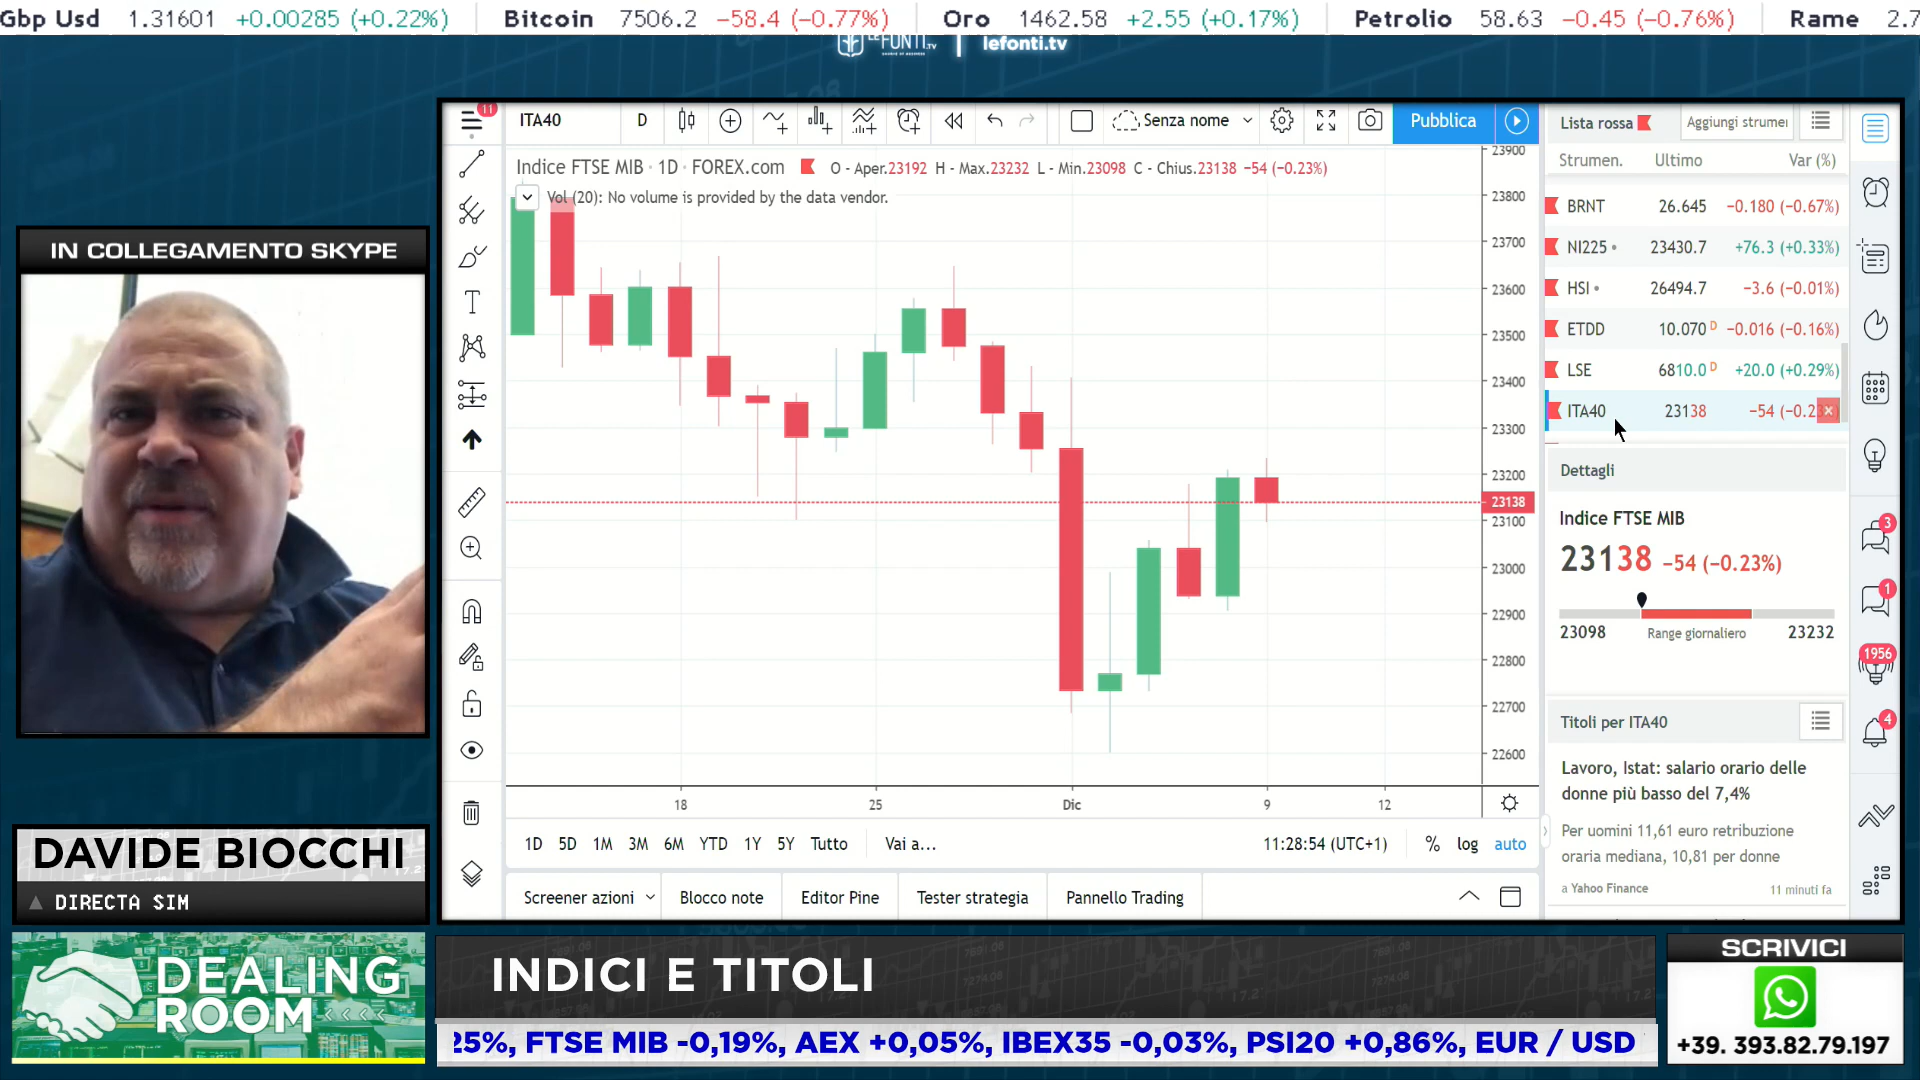 Gbp Usd 1.31601 +0.00285 (+0.22%) Bitcoin 7506.2 −58.4 (−0.77%) Oro 1462.58 +2.55 (+0.17%) Petrolio 58.63 −0.45 (−0.76%) Rame 2.7
LEFONTI.TV lefonti.tv
IN COLLEGAMENTO SKYPE
11
ITA40 D Senza nome Pubblica
Indice FTSE MIB · 1D · FOREX.com O - Aper.23192 H - Max.23232 L - Min.23098 C - Chius.23138 −54 (−0.23%)
Vol (20): No volume is provided by the data vendor.
23900
23800
23700
23600
23500
23400
23300
23200
23138
23100
23000
22900
22800
22700
22600
18 25 Dic 9 12
1D 5D 1M 3M 6M YTD 1Y 5Y Tutto Vai a... 11:28:54 (UTC+1) % log auto
Screener azioni Blocco note Editor Pine Tester strategia Pannello Trading
Lista rossa Aggiungi strumer
Strumen. Ultimo Var (%)
BRNT 26.645 −0.180 (−0.67%)
NI225 23430.7 +76.3 (+0.33%)
HSI 26494.7 −3.6 (−0.01%)
ETDD 10.070 D −0.016 (−0.16%)
LSE 6810.0 D +20.0 (+0.29%)
ITA40 23138 −54 (−0.23%)
Dettagli
Indice FTSE MIB
23138 −54 (−0.23%)
23098 Range giornaliero 23232
Titoli per ITA40
Lavoro, Istat: salario orario delle
donne più basso del 7,4%
Per uomini 11,61 euro retribuzione
oraria mediana, 10,81 per donne
a Yahoo Finance 11 minuti fa
3
1
1956
4
DAVIDE BIOCCHI
DIRECTA SIM
DEALING
ROOM
INDICI E TITOLI
25%, FTSE MIB -0,19%, AEX +0,05%, IBEX35 -0,03%, PSI20 +0,86%, EUR / USD
SCRIVICI
+39. 393.82.79.197